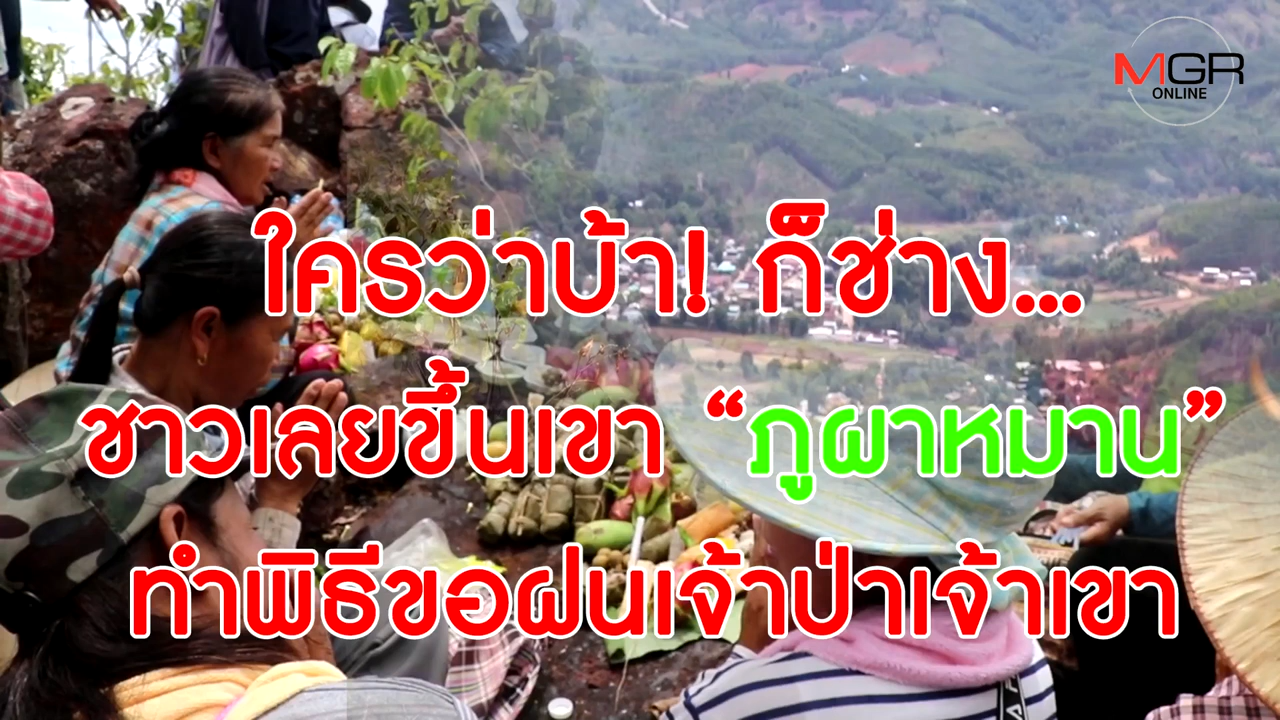 MGR
ONLINE
ใครว่าบ้า! ก็ช่าง...
ชาวเลยขึ้นเขา “ภูผาหมาน”
ทำพิธีขอฝนเจ้าป่าเจ้าเขา